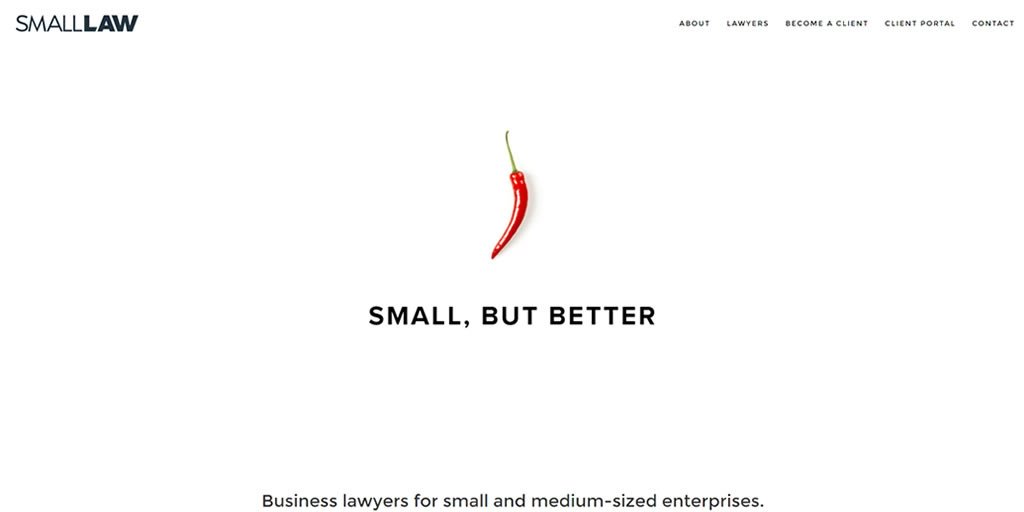 SMALLLAW
ABOUT LAWYERS BECOME A CLIENT CLIENT PORTAL CONTACT
SMALL, BUT BETTER
Business lawyers for small and medium-sized enterprises.